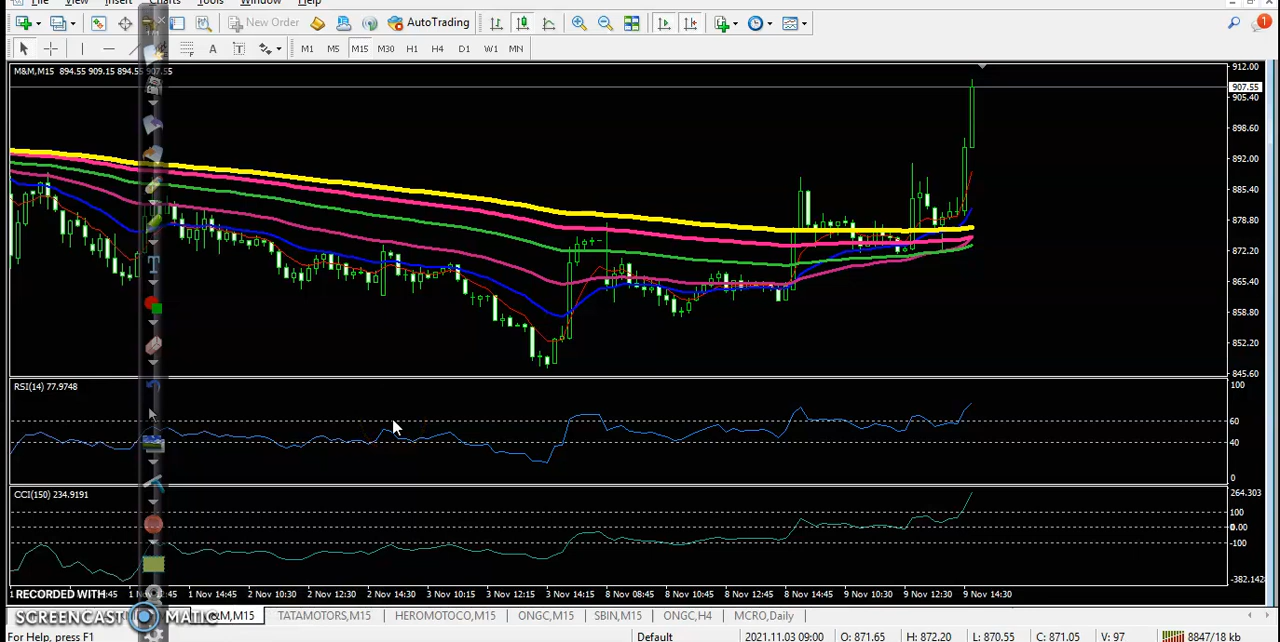 File View Insert Charts Tools Window Help
New Order AutoTrading
A T M1 M5 M15 M30 H1 H4 D1 W1 MN
1
M&M,M15 894.55 909.15 894.55 907.55
912.00
907.55
905.40
898.60
892.00
885.40
878.80
872.20
865.40
858.80
852.20
845.60
T
RSI(14) 77.9748
100
60
40
0
CCI(150) 234.9191
264.303
100
0.00
-100
-382.1428
1 Nov 14:45 2 Nov 10:30 2 Nov 12:30 2 Nov 14:30 3 Nov 10:15 3 Nov 12:15 3 Nov 14:15 8 Nov 10:45 8 Nov 12:45 8 Nov 14:45 9 Nov 10:30 9 Nov 12:30 9 Nov 14:30
RECORDED WITH
SCREENCAST MATIC
M&M,M15 TATAMOTORS,M15 HEROMOTOCO,M15 ONGC,M15 SBIN,M15 ONGC,H4 MCRO,Daily
For Help, press F1 Default 2021.11.03 09:00 O: 871.65 H: 872.20 L: 870.55 C: 871.05 V: 97 8847/18 kb